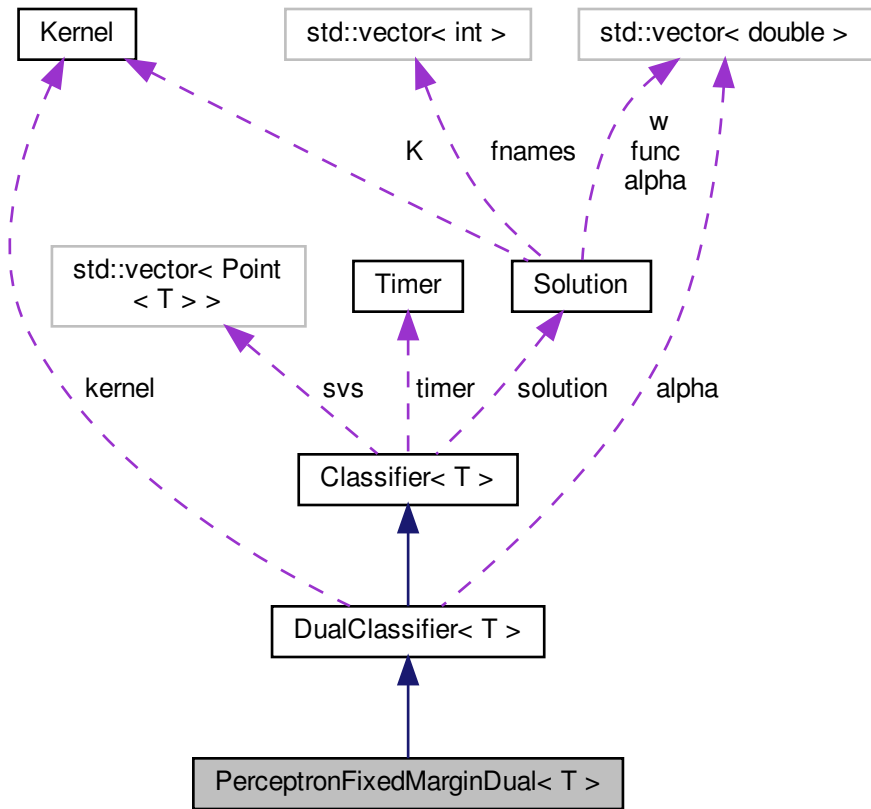 Kernel
std::vector< int >
std::vector< double >
K
fnames
w
func
alpha
std::vector< Point
< T > >
Timer
Solution
kernel
svs
timer
solution
alpha
Classifier< T >
DualClassifier< T >
PerceptronFixedMarginDual< T >